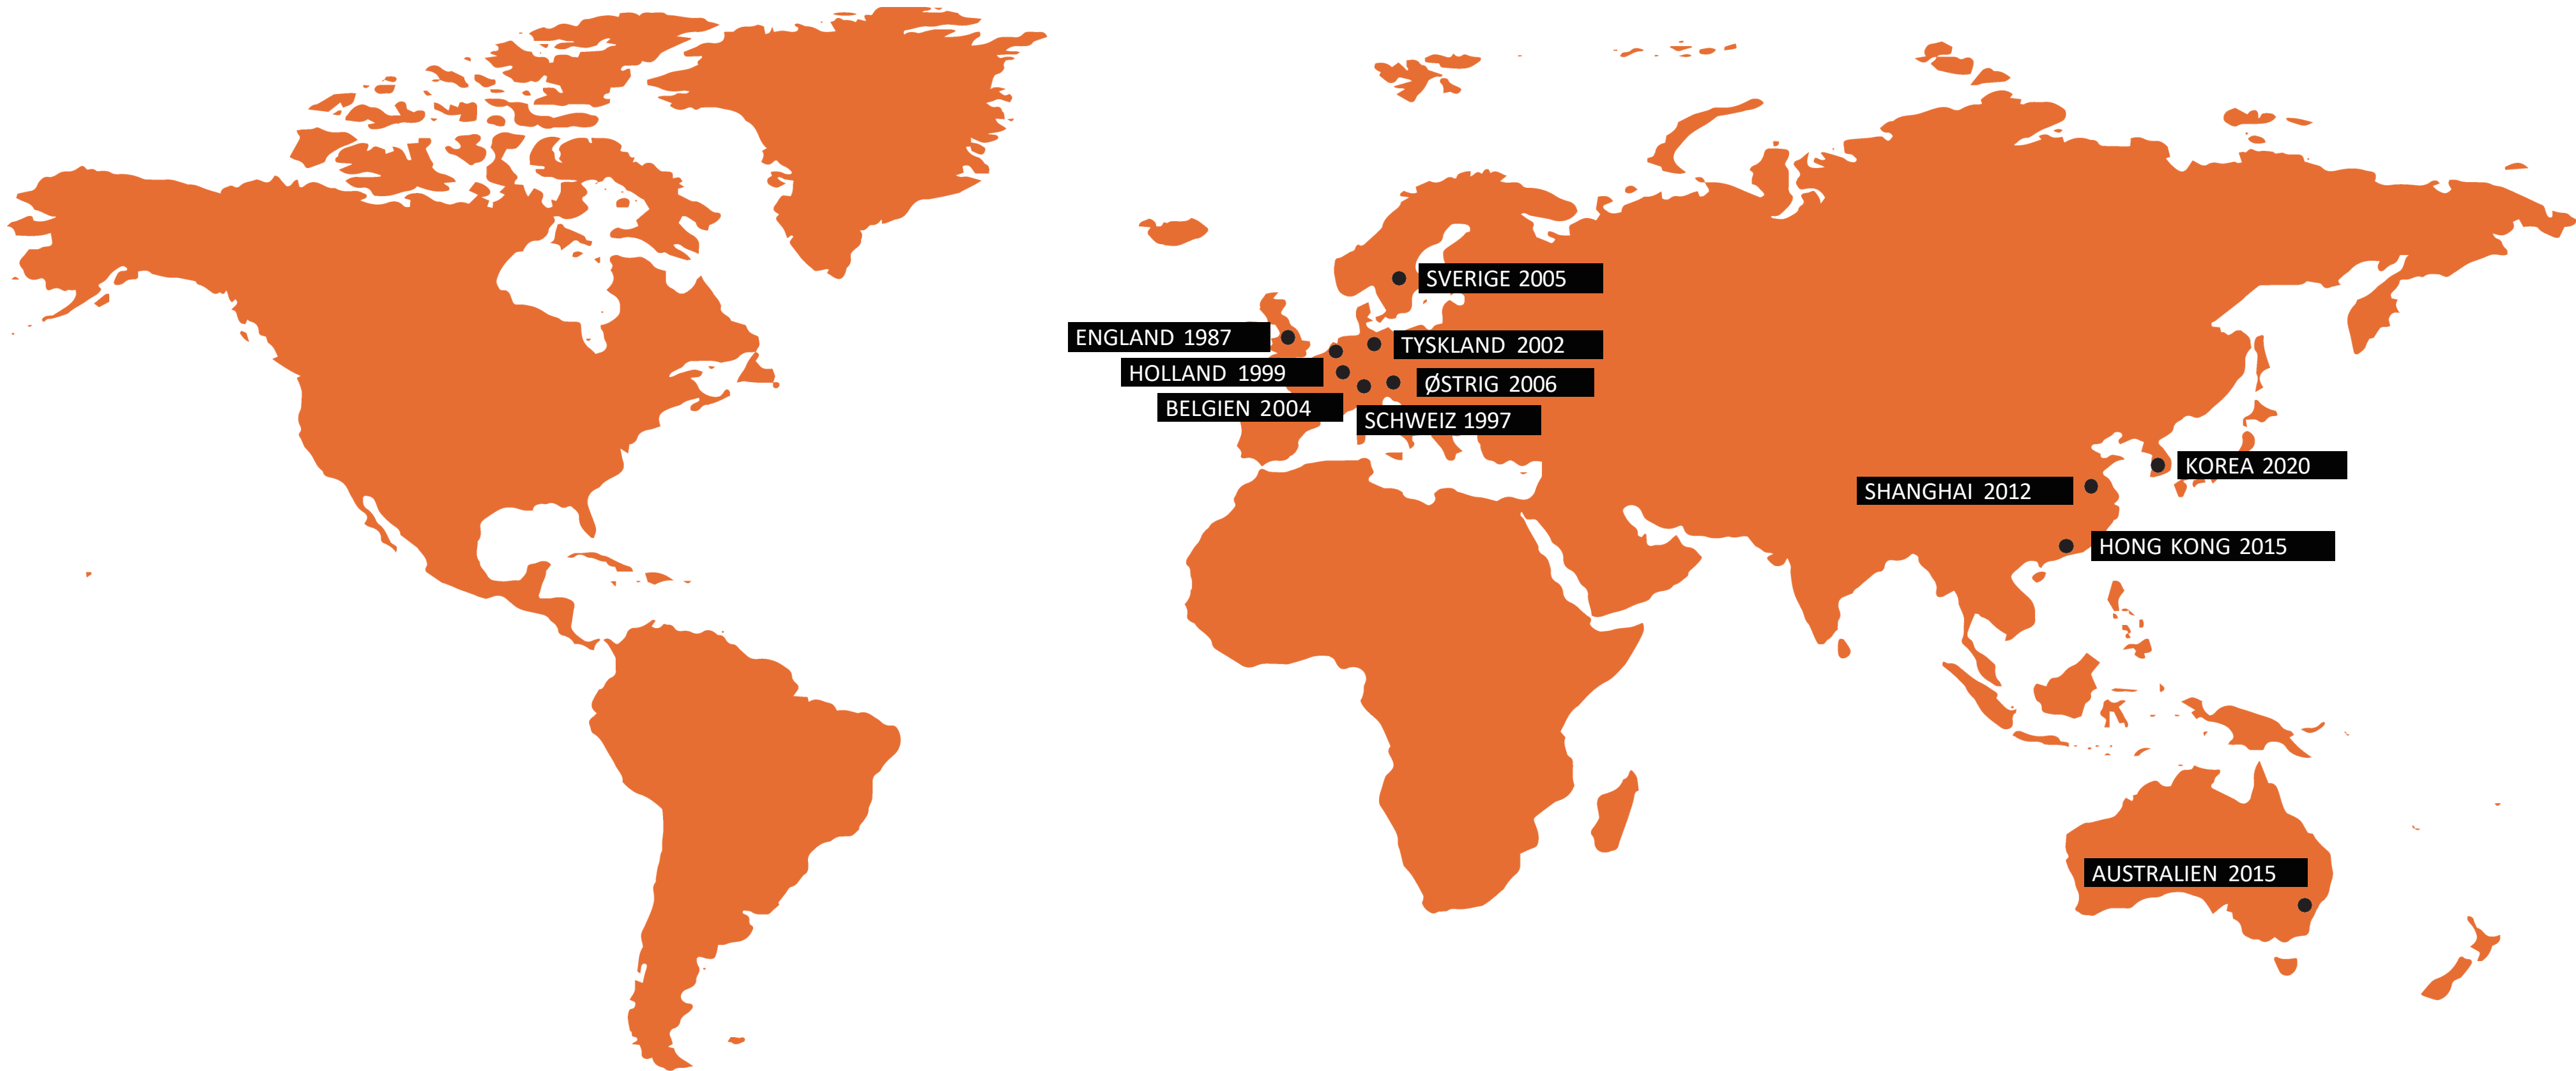 SVERIGE 2005
ENGLAND 1987
TYSKLAND 2002
HOLLAND 1999
ØSTRIG 2006
BELGIEN 2004
SCHWEIZ 1997
KOREA 2020
SHANGHAI 2012
HONG KONG 2015
AUSTRALIEN 2015